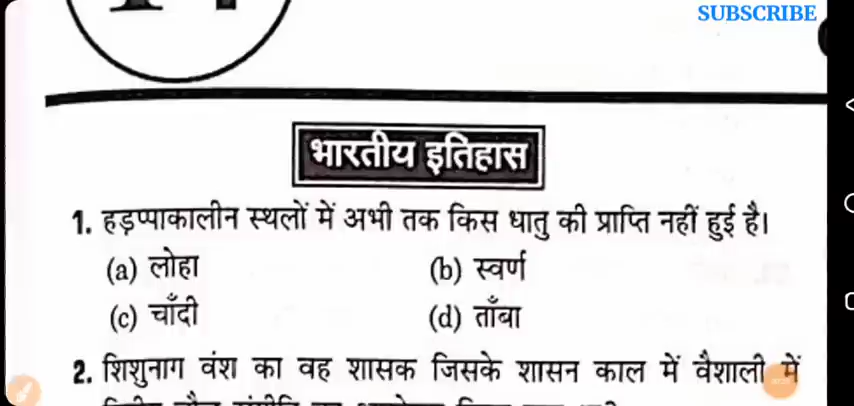 SUBSCRIBE
भारतीय इतिहास
1. हड़प्पाकालीन स्थलों में अभी तक किस धातु की प्राप्ति नहीं हुई है।
(a) लोहा (b) स्वर्ण
(c) चाँदी (d) ताँबा
2. शिशुनाग वंश का वह शासक जिसके शासन काल में वैशाली में